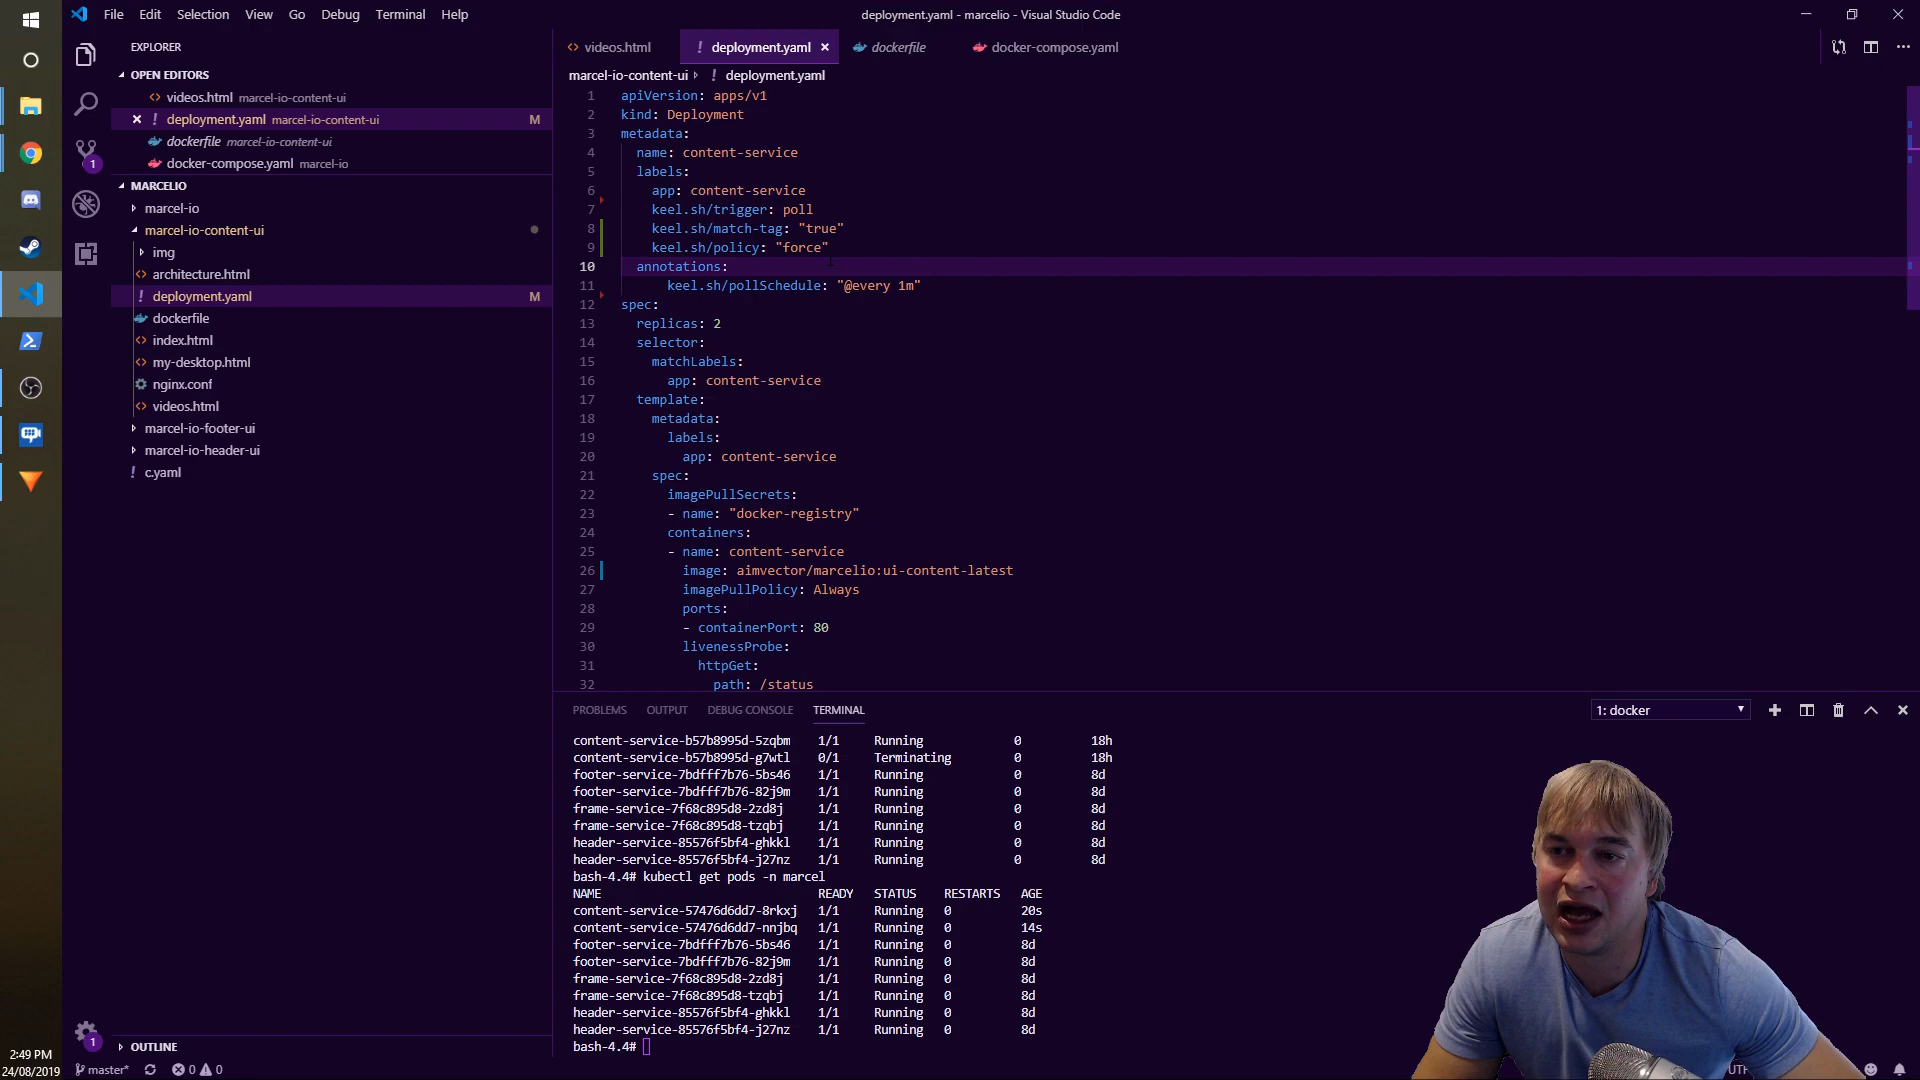 File Edit Selection View Go Debug Terminal Help
deployment.yaml - marcelio - Visual Studio Code
EXPLORER
OPEN EDITORS
videos.html marcel-io-content-ui
deployment.yaml marcel-io-content-ui M
dockerfile marcel-io-content-ui
docker-compose.yaml marcel-io
MARCELIO
marcel-io
marcel-io-content-ui
img
architecture.html
deployment.yaml M
dockerfile
index.html
my-desktop.html
nginx.conf
videos.html
marcel-io-footer-ui
marcel-io-header-ui
c.yaml
OUTLINE
1
1
videos.html
deployment.yaml
dockerfile
docker-compose.yaml
marcel-io-content-ui deployment.yaml
1 apiVersion: apps/v1
2 kind: Deployment
3 metadata:
4 name: content-service
5 labels:
6 app: content-service
7 keel.sh/trigger: poll
8 keel.sh/match-tag: "true"
9 keel.sh/policy: "force"
10 annotations:
11 keel.sh/pollSchedule: "@every 1m"
12 spec:
13 replicas: 2
14 selector:
15 matchLabels:
16 app: content-service
17 template:
18 metadata:
19 labels:
20 app: content-service
21 spec:
22 imagePullSecrets:
23 - name: "docker-registry"
24 containers:
25 - name: content-service
26 image: aimvector/marcelio:ui-content-latest
27 imagePullPolicy: Always
28 ports:
29 - containerPort: 80
30 livenessProbe:
31 httpGet:
32 path: /status
PROBLEMS OUTPUT DEBUG CONSOLE TERMINAL
1: docker
content-service-b57b8995d-5zqbm 1/1 Running 0 18h
content-service-b57b8995d-g7wtl 0/1 Terminating 0 18h
footer-service-7bdfff7b76-5bs46 1/1 Running 0 8d
footer-service-7bdfff7b76-82j9m 1/1 Running 0 8d
frame-service-7f68c895d8-2zd8j 1/1 Running 0 8d
frame-service-7f68c895d8-tzqbj 1/1 Running 0 8d
header-service-85576f5bf4-ghkkl 1/1 Running 0 8d
header-service-85576f5bf4-j27nz 1/1 Running 0 8d
bash-4.4# kubectl get pods -n marcel
NAME READY STATUS RESTARTS AGE
content-service-57476d6dd7-8rkxj 1/1 Running 0 20s
content-service-57476d6dd7-nnjbq 1/1 Running 0 14s
footer-service-7bdfff7b76-5bs46 1/1 Running 0 8d
footer-service-7bdfff7b76-82j9m 1/1 Running 0 8d
frame-service-7f68c895d8-2zd8j 1/1 Running 0 8d
frame-service-7f68c895d8-tzqbj 1/1 Running 0 8d
header-service-85576f5bf4-ghkkl 1/1 Running 0 8d
header-service-85576f5bf4-j27nz 1/1 Running 0 8d
bash-4.4#
2:49 PM
24/08/2019
master* 0 0